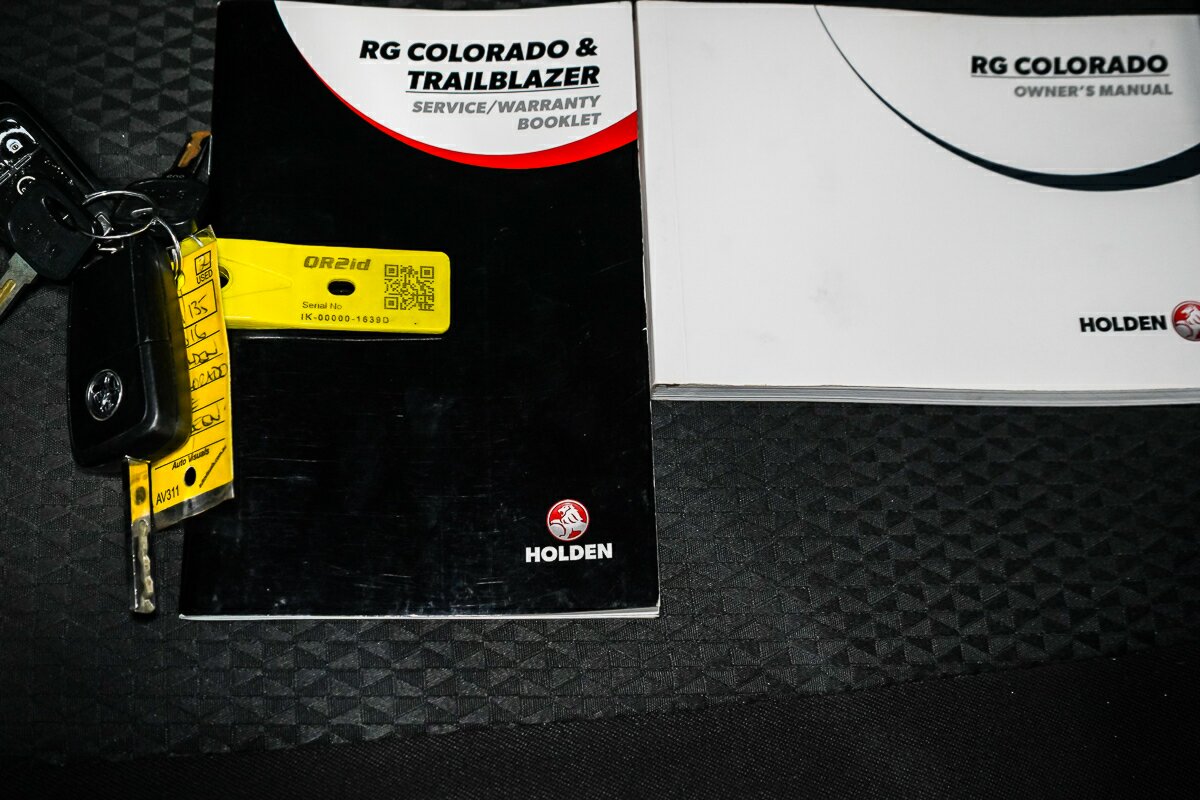 RG COLORADO &
TRAILBLAZER
SERVICE/WARRANTY
BOOKLET
RG COLORADO
OWNER'S MANUAL
QR2id
Serial No
IK-00000-1639D
USED
135
Auto Visuals
AV311
HOLDEN
HOLDEN